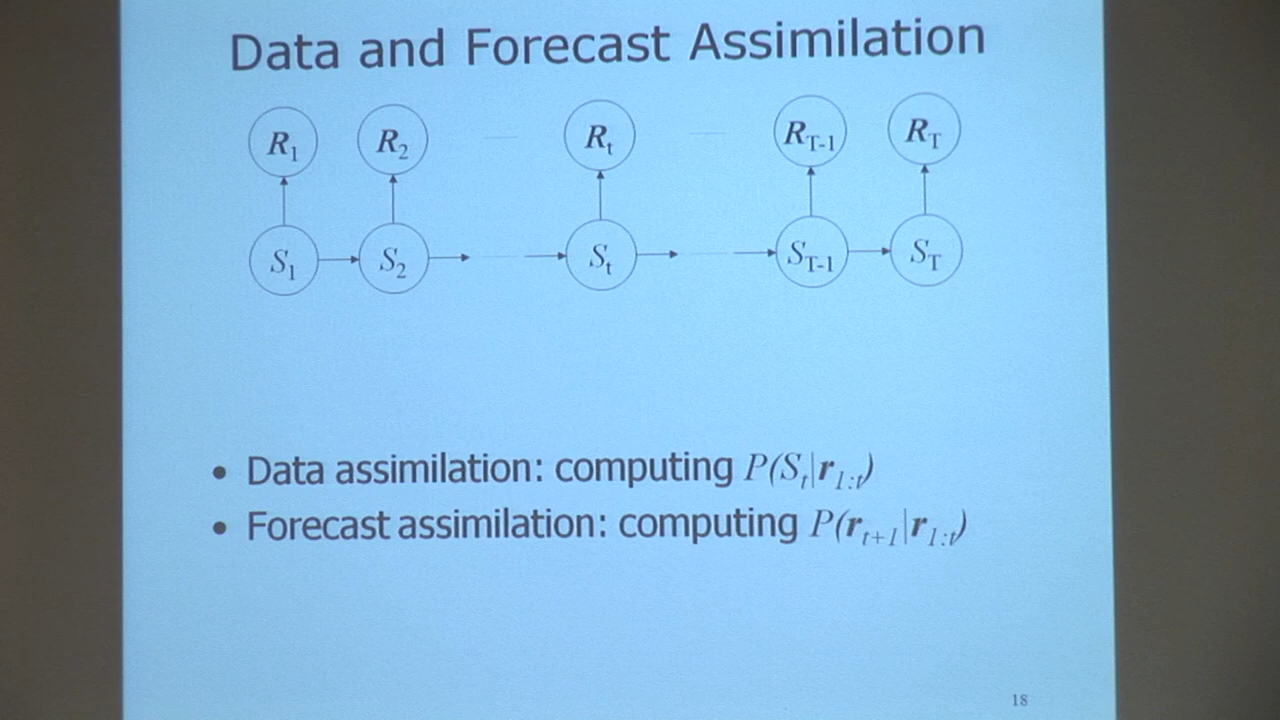 Data and Forecast Assimilation
R1 R2 Rt RT-1 RT
S1 S2 St ST-1 ST
• Data assimilation: computing P(St|r1:t)
• Forecast assimilation: computing P(rt+1|r1:t)
18